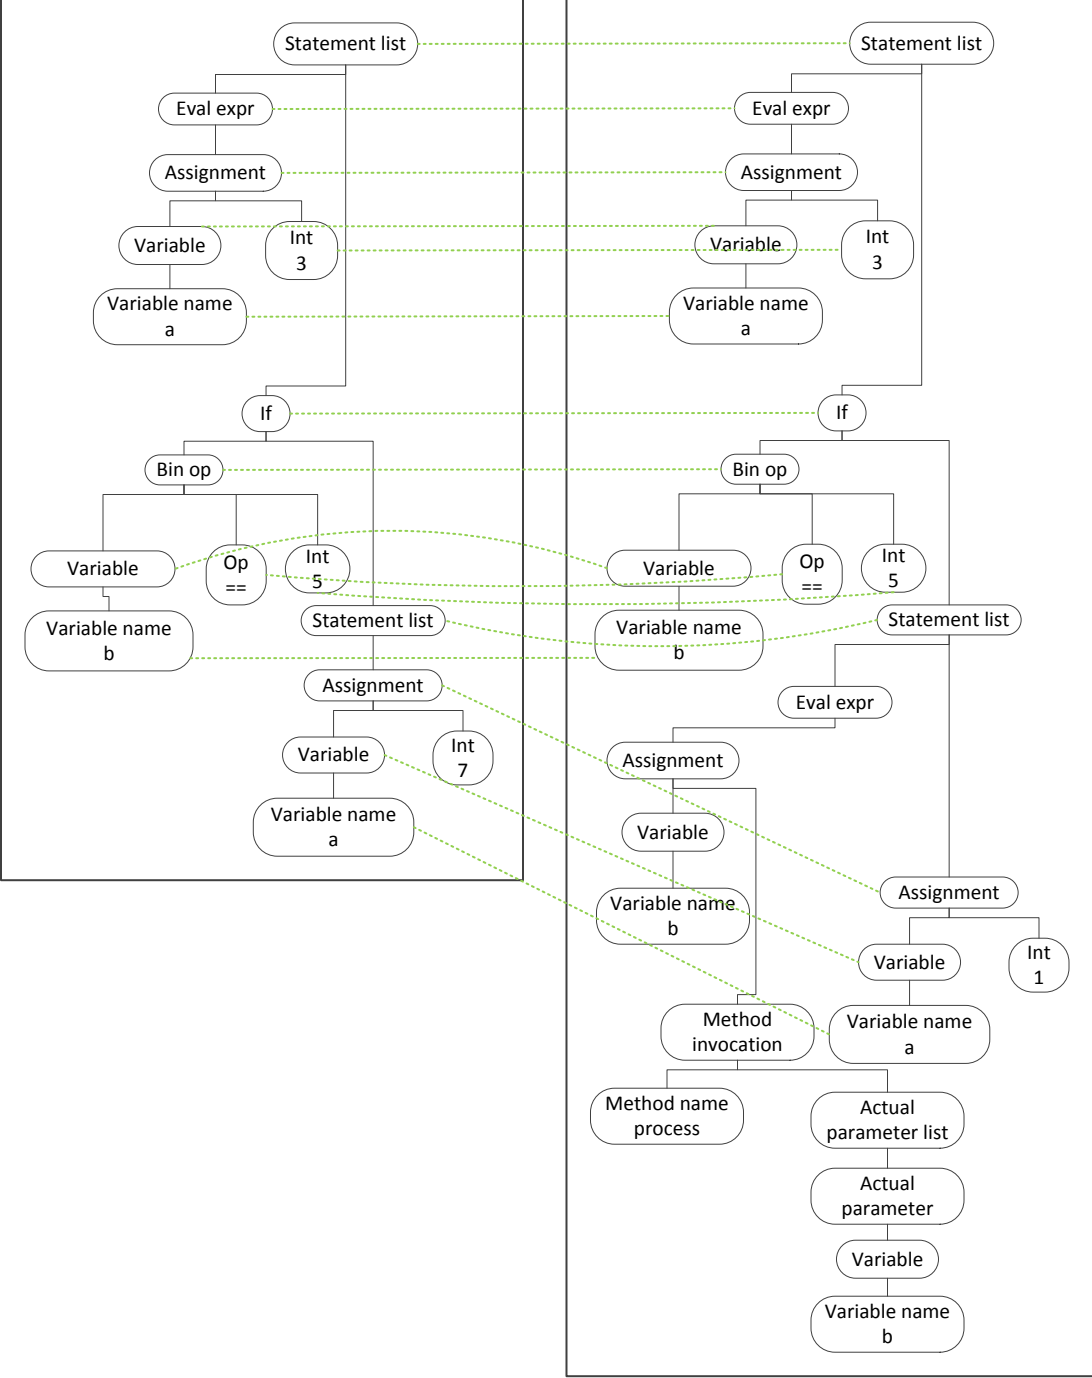 Statement list
Eval expr
Assignment
Variable
Int
3
Variable name
a
If
Bin op
Variable
Op
==
Int
5
Variable name
b
Statement list
Assignment
Variable
Int
7
Variable name
a
Statement list
Eval expr
Assignment
Variable
Int
3
Variable name
a
If
Bin op
Variable
Op
==
Int
5
Variable name
b
Statement list
Eval expr
Assignment
Variable
Variable name
b
Assignment
Variable
Int
1
Variable name
a
Method
invocation
Method name
process
Actual
parameter list
Actual
parameter
Variable
Variable name
b